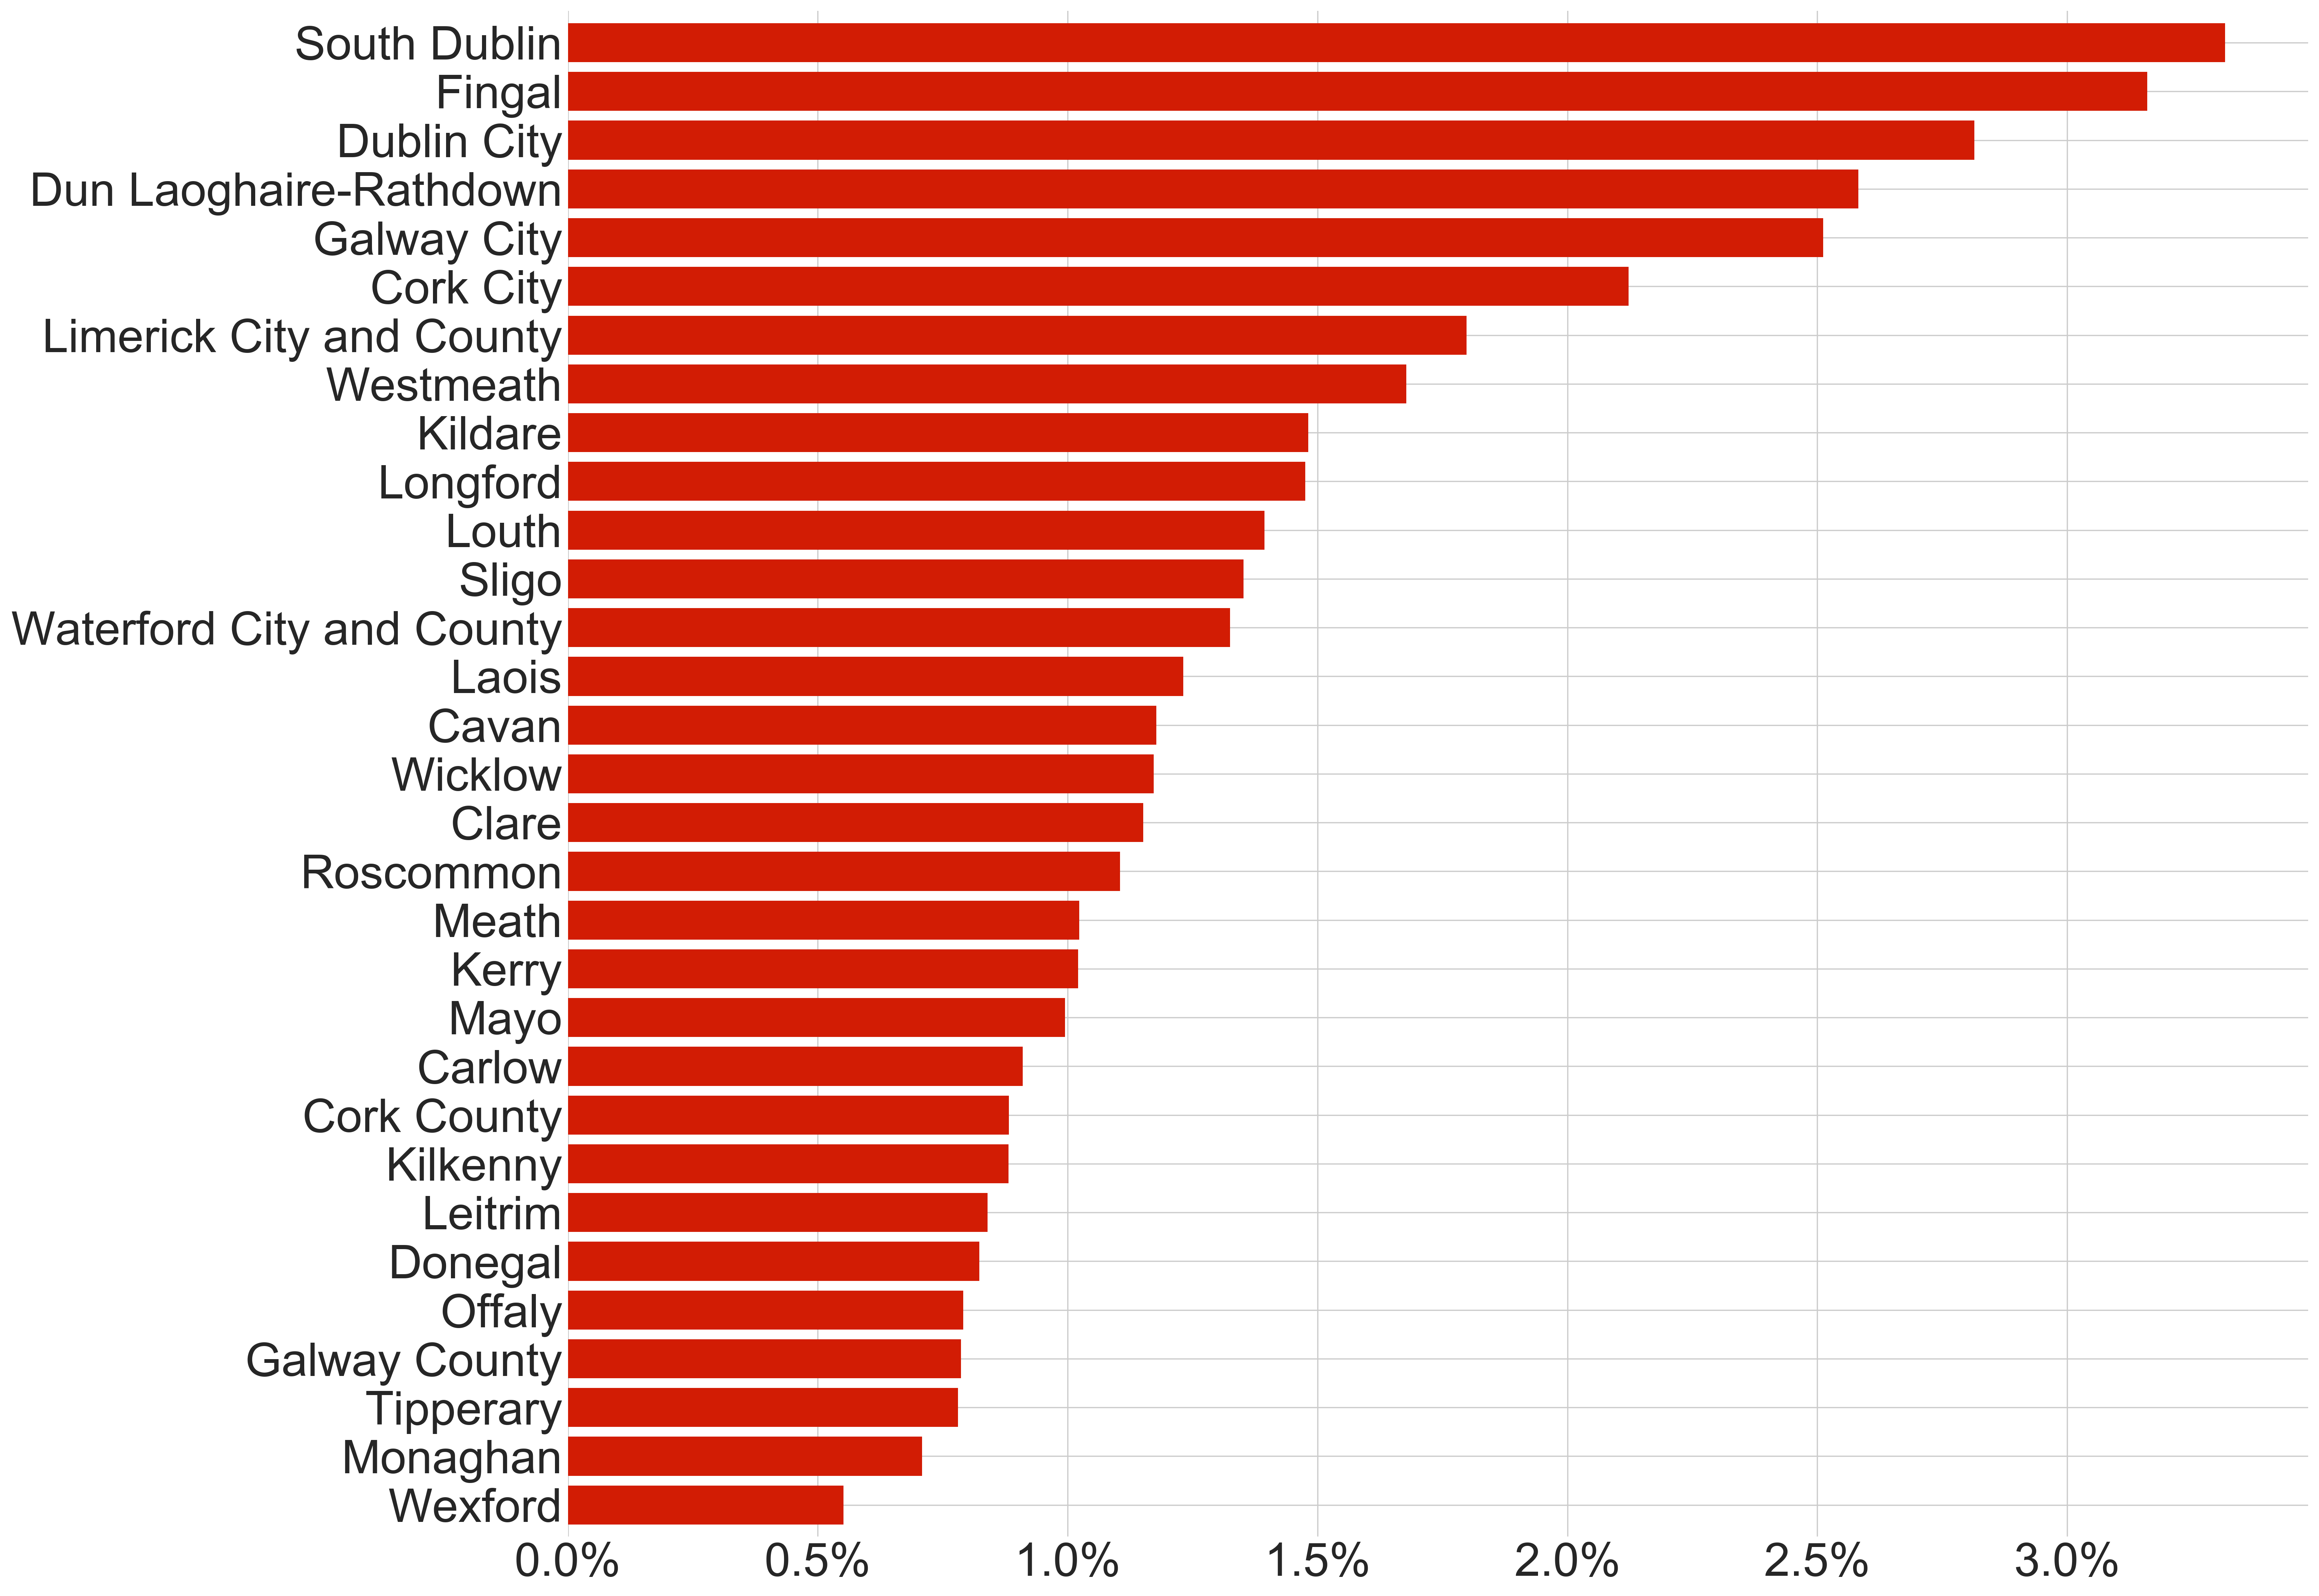 South Dublin
Fingal
Dublin City
Dun Laoghaire-Rathdown
Galway City
Cork City
Limerick City and County
Westmeath
Kildare
Longford
Louth
Sligo
Waterford City and County
Laois
Cavan
Wicklow
Clare
Roscommon
Meath
Kerry
Mayo
Carlow
Cork County
Kilkenny
Leitrim
Donegal
Offaly
Galway County
Tipperary
Monaghan
Wexford
0.0% 0.5% 1.0% 1.5% 2.0% 2.5% 3.0%